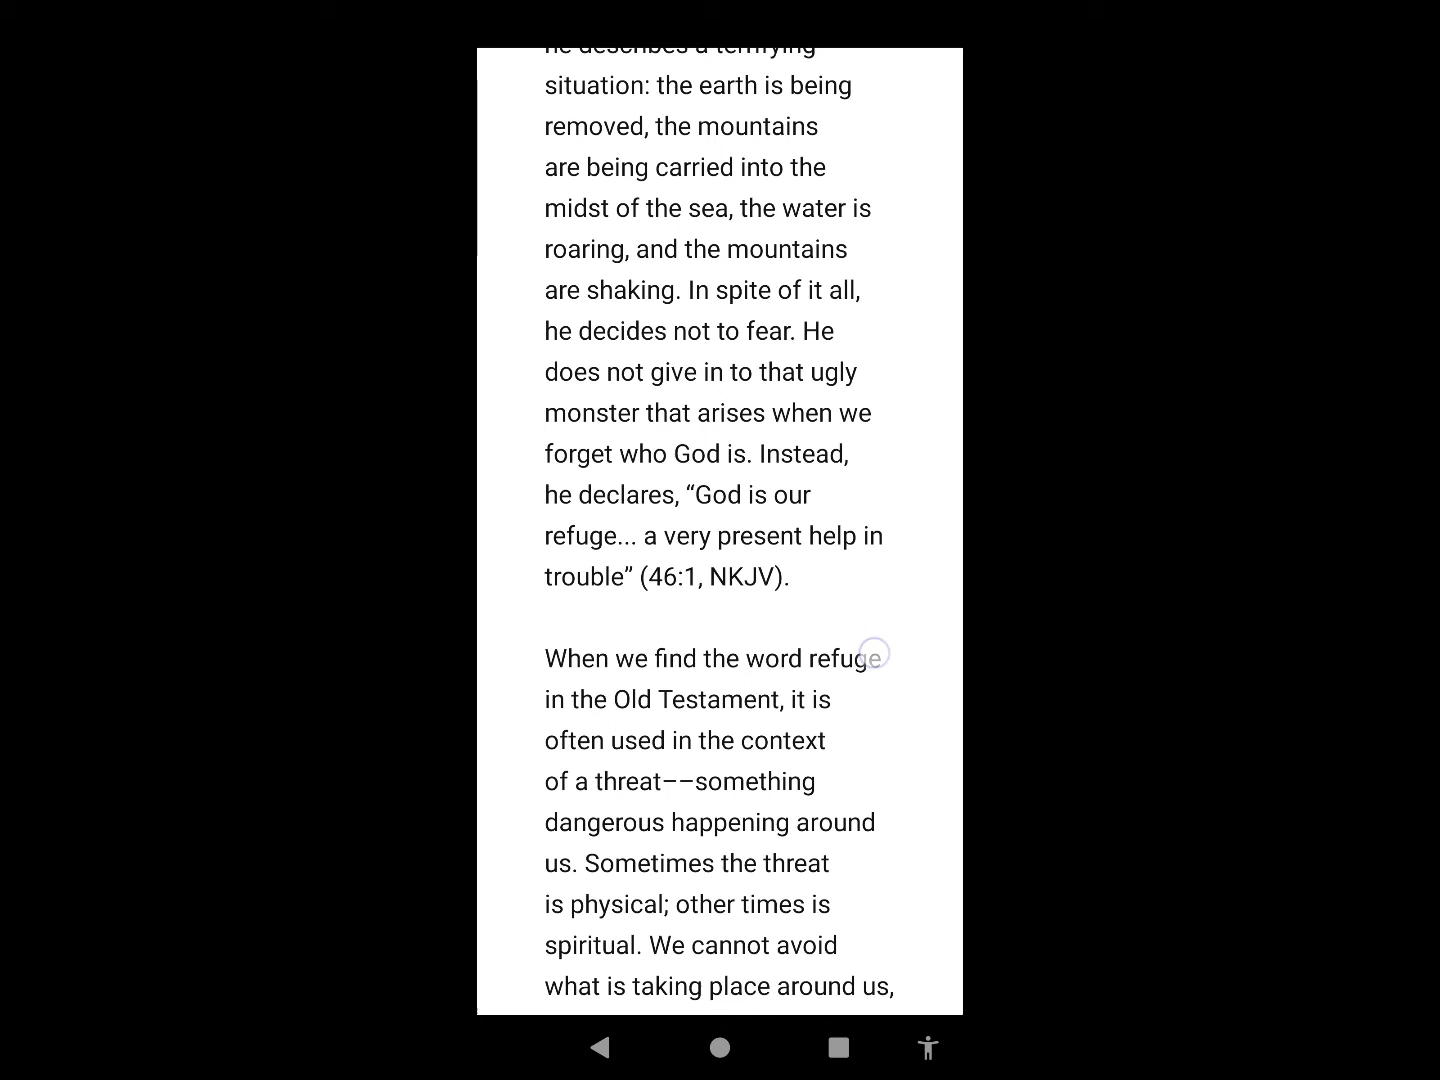 he describes a terrifying
situation: the earth is being
removed, the mountains
are being carried into the
midst of the sea, the water is
roaring, and the mountains
are shaking. In spite of it all,
he decides not to fear. He
does not give in to that ugly
monster that arises when we
forget who God is. Instead,
he declares, “God is our
refuge... a very present help in
trouble” (46:1, NKJV).
When we find the word refuge
in the Old Testament, it is
often used in the context
of a threat––something
dangerous happening around
us. Sometimes the threat
is physical; other times is
spiritual. We cannot avoid
what is taking place around us,